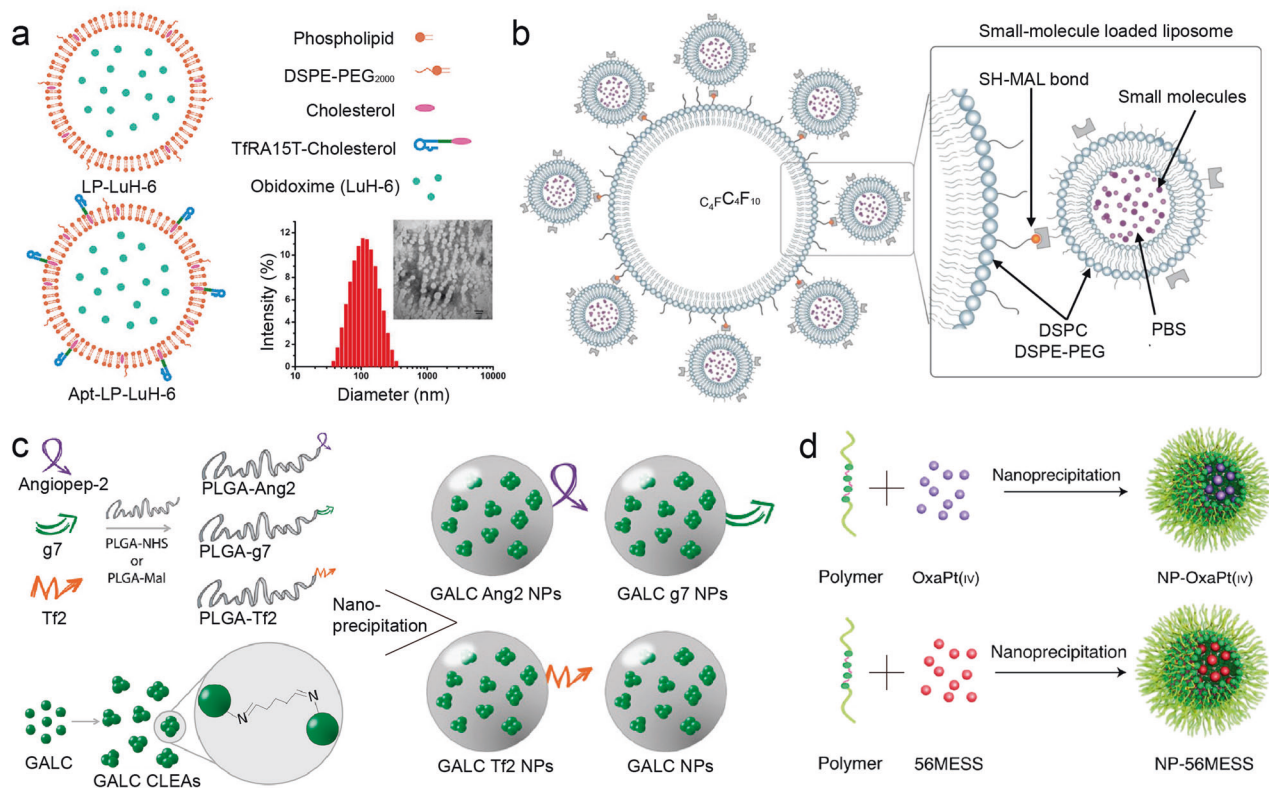 a
Phospholipid
DSPE-PEG2000
Cholesterol
TfRA15T-Cholesterol
Obidoxime (LuH-6)
LP-LuH-6
Apt-LP-LuH-6
Intensity (%)
12
10
8
6
4
2
0
10
100
1000
10000
Diameter (nm)
b
C4FC4F10
Small-molecule loaded liposome
SH-MAL bond
Small molecules
DSPC
DSPE-PEG
PBS
c
Angiopep-2
g7
Tf2
PLGA-NHS
or
PLGA-Mal
PLGA-Ang2
PLGA-g7
PLGA-Tf2
Nano-
precipitation
GALC
GALC CLEAs
N
N
GALC Ang2 NPs
GALC g7 NPs
GALC Tf2 NPs
GALC NPs
d
Polymer
OxaPt(IV)
Nanoprecipitation
NP-OxaPt(IV)
Polymer
56MESS
Nanoprecipitation
NP-56MESS